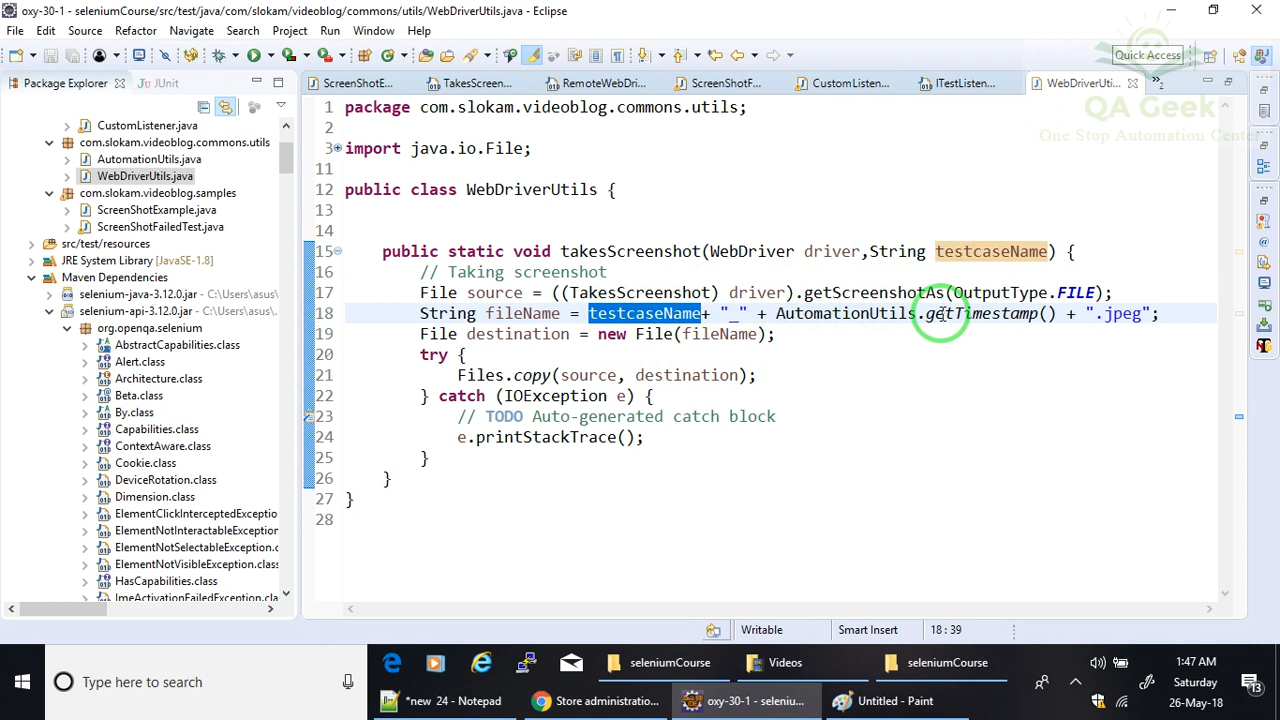 oxy-30-1 - seleniumCourse/src/test/java/com/slokam/videoblog/commons/utils/WebDriverUtils.java - Eclipse
File Edit Source Refactor Navigate Search Project Run Window Help
Quick Access
Package Explorer JUnit
ScreenShotE... TakesScreen... RemoteWebDri... ScreenShotF... CustomListen... ITestListen... WebDriverUti...
QA Geek
One Stop Automation Center
CustomListener.java
com.slokam.videoblog.commons.utils
AutomationUtils.java
WebDriverUtils.java
com.slokam.videoblog.samples
ScreenShotExample.java
ScreenShotFailedTest.java
src/test/resources
JRE System Library [JavaSE-1.8]
Maven Dependencies
selenium-java-3.12.0.jar - C:\Users\asus\
selenium-api-3.12.0.jar - C:\Users\asus\
org.openqa.selenium
AbstractCapabilities.class
Alert.class
Architecture.class
Beta.class
By.class
Capabilities.class
ContextAware.class
Cookie.class
DeviceRotation.class
Dimension.class
ElementClickInterceptedExceptio
ElementNotInteractableException
ElementNotSelectableException.c
ElementNotVisibleException.class
HasCapabilities.class
ImeActivationFailedException.clas
1 package com.slokam.videoblog.commons.utils;
2
3 import java.io.File;
11
12 public class WebDriverUtils {
13
14
15 public static void takesScreenshot(WebDriver driver,String testcaseName) {
16 // Taking screenshot
17 File source = ((TakesScreenshot) driver).getScreenshotAs(OutputType.FILE);
18 String fileName = testcaseName+ "_" + AutomationUtils.getTimestamp() + ".jpeg";
19 File destination = new File(fileName);
20 try {
21 Files.copy(source, destination);
22 } catch (IOException e) {
23 // TODO Auto-generated catch block
24 e.printStackTrace();
25 }
26 }
27 }
28
Writable Smart Insert 18 : 39
Type here to search
seleniumCourse Videos seleniumCourse
*new 24 - Notepad Store administratio... oxy-30-1 - seleniu... Untitled - Paint
1:47 AM
Saturday
26-May-18
13